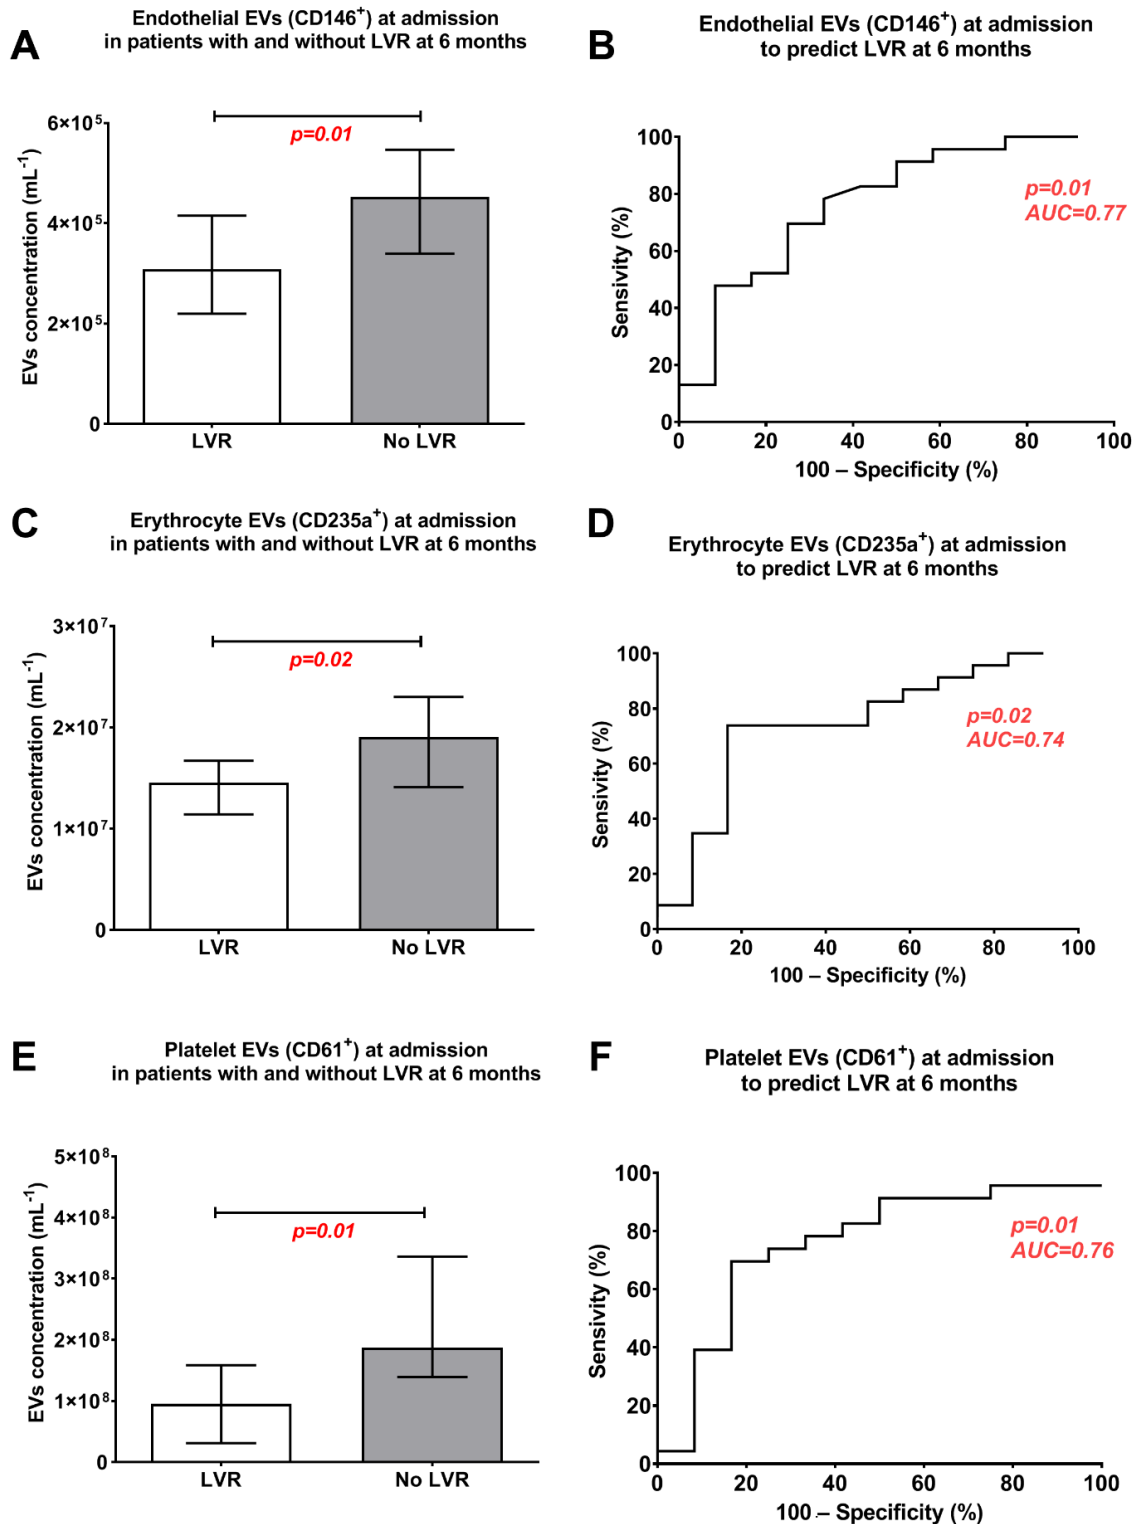 A
Endothelial EVs (CD146⁺) at admission
in patients with and without LVR at 6 months
EVs concentration (mL⁻¹)
6×10⁵
4×10⁵
2×10⁵
0
p=0.01
LVR
No LVR
B
Endothelial EVs (CD146⁺) at admission
to predict LVR at 6 months
Sensivity (%)
100
80
60
40
20
0
p=0.01
AUC=0.77
0
20
40
60
80
100
100 – Specificity (%)
C
Erythrocyte EVs (CD235a⁺) at admission
in patients with and without LVR at 6 months
EVs concentration (mL⁻¹)
3×10⁷
2×10⁷
1×10⁷
0
p=0.02
LVR
No LVR
D
Erythrocyte EVs (CD235a⁺) at admission
to predict LVR at 6 months
Sensivity (%)
100
80
60
40
20
0
p=0.02
AUC=0.74
0
20
40
60
80
100
100 – Specificity (%)
E
Platelet EVs (CD61⁺) at admission
in patients with and without LVR at 6 months
EVs concentration (mL⁻¹)
5×10⁸
4×10⁸
3×10⁸
2×10⁸
1×10⁸
0
p=0.01
LVR
No LVR
F
Platelet EVs (CD61⁺) at admission
to predict LVR at 6 months
Sensivity (%)
100
80
60
40
20
0
p=0.01
AUC=0.76
0
20
40
60
80
100
100 – Specificity (%)